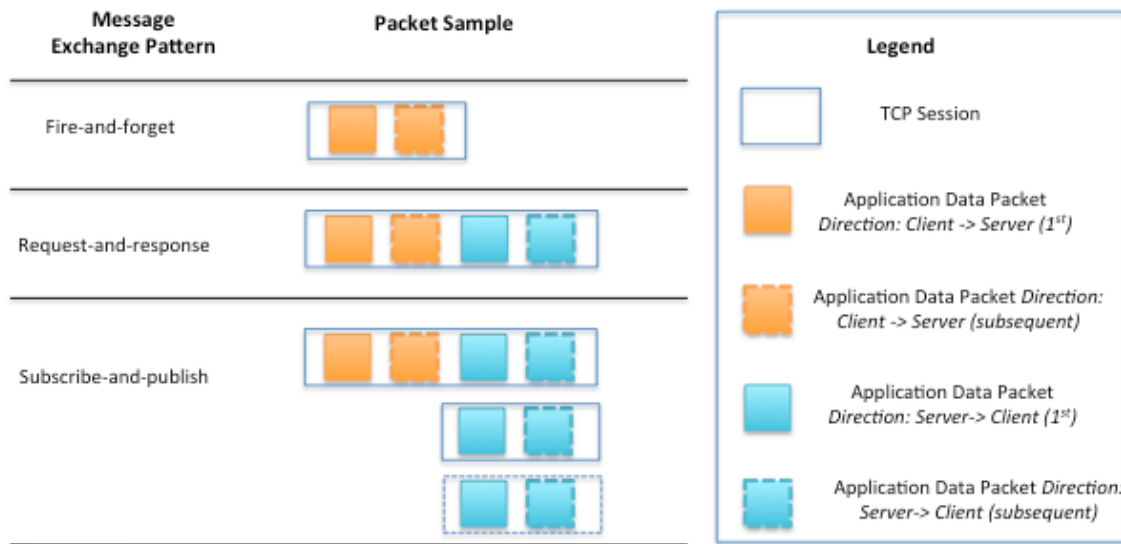 Message
Exchange Pattern
Packet Sample
Fire-and-forget
Request-and-response
Subscribe-and-publish
Legend
TCP Session
Application Data Packet
Direction: Client -> Server (1st)
Application Data Packet Direction:
Client -> Server (subsequent)
Application Data Packet
Direction: Server-> Client (1st)
Application Data Packet Direction:
Server-> Client (subsequent)